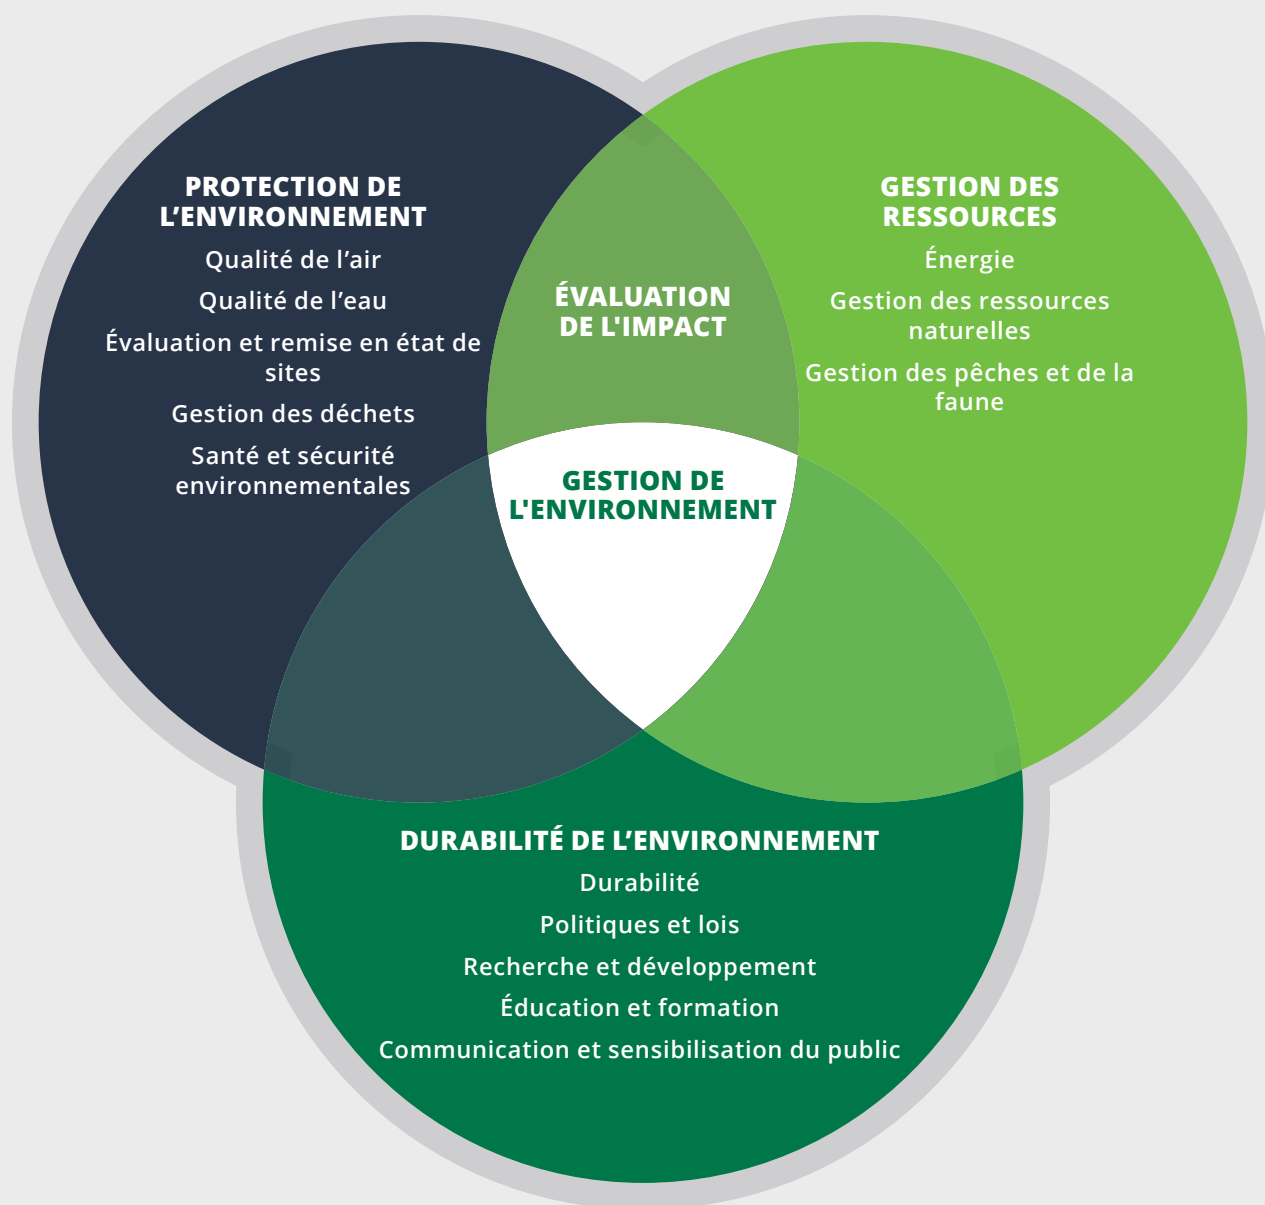 PROTECTION DE
L’ENVIRONNEMENT
Qualité de l’air
Qualité de l’eau
Évaluation et remise en état de
sites
Gestion des déchets
Santé et sécurité
environnementales
ÉVALUATION
DE L'IMPACT
GESTION DES
RESSOURCES
Énergie
Gestion des ressources
naturelles
Gestion des pêches et de la
faune
GESTION DE
L'ENVIRONNEMENT
DURABILITÉ DE L’ENVIRONNEMENT
Durabilité
Politiques et lois
Recherche et développement
Éducation et formation
Communication et sensibilisation du public